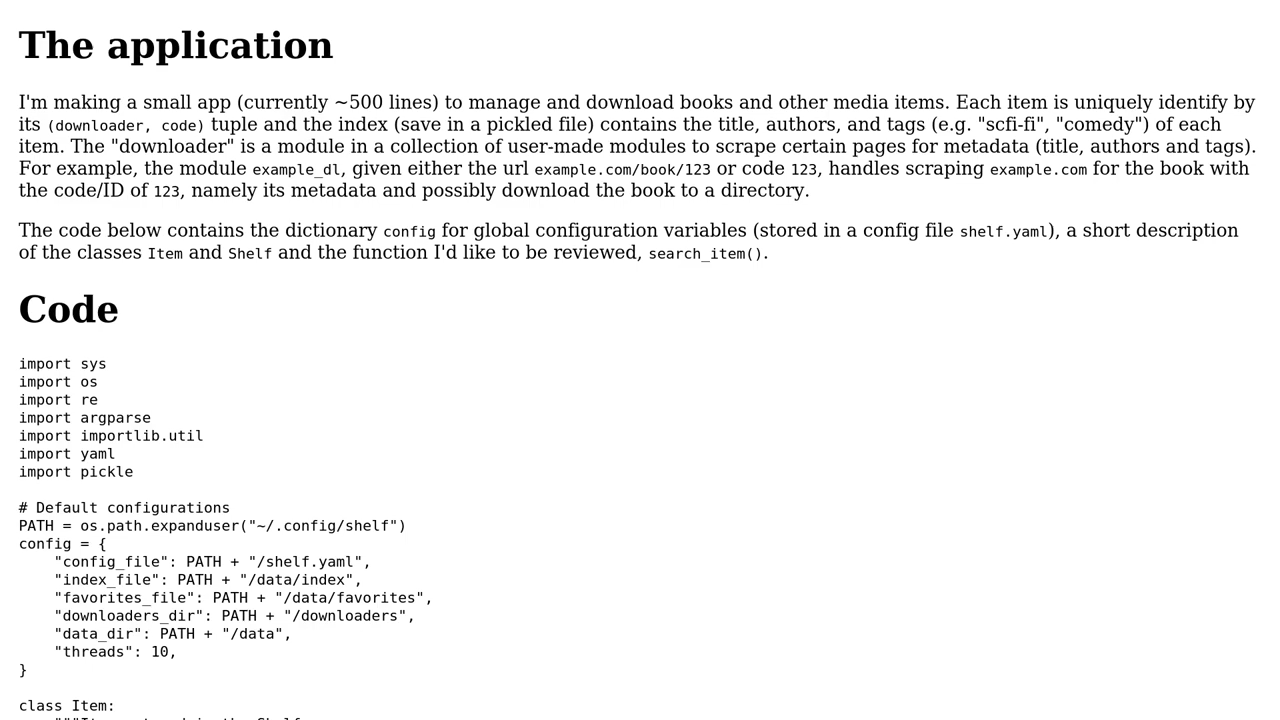 The application
I'm making a small app (currently ~500 lines) to manage and download books and other media items. Each item is uniquely identify by
its (downloader, code) tuple and the index (save in a pickled file) contains the title, authors, and tags (e.g. "scfi-fi", "comedy") of each
item. The "downloader" is a module in a collection of user-made modules to scrape certain pages for metadata (title, authors and tags).
For example, the module example_dl, given either the url example.com/book/123 or code 123, handles scraping example.com for the book with
the code/ID of 123, namely its metadata and possibly download the book to a directory.
The code below contains the dictionary config for global configuration variables (stored in a config file shelf.yaml), a short description
of the classes Item and Shelf and the function I'd like to be reviewed, search_item().
Code
import sys
import os
import re
import argparse
import importlib.util
import yaml
import pickle
# Default configurations
PATH = os.path.expanduser("~/.config/shelf")
config = {
    "config_file": PATH + "/shelf.yaml",
    "index_file": PATH + "/data/index",
    "favorites_file": PATH + "/data/favorites",
    "downloaders_dir": PATH + "/downloaders",
    "data_dir": PATH + "/data",
    "threads": 10,
}
class Item: